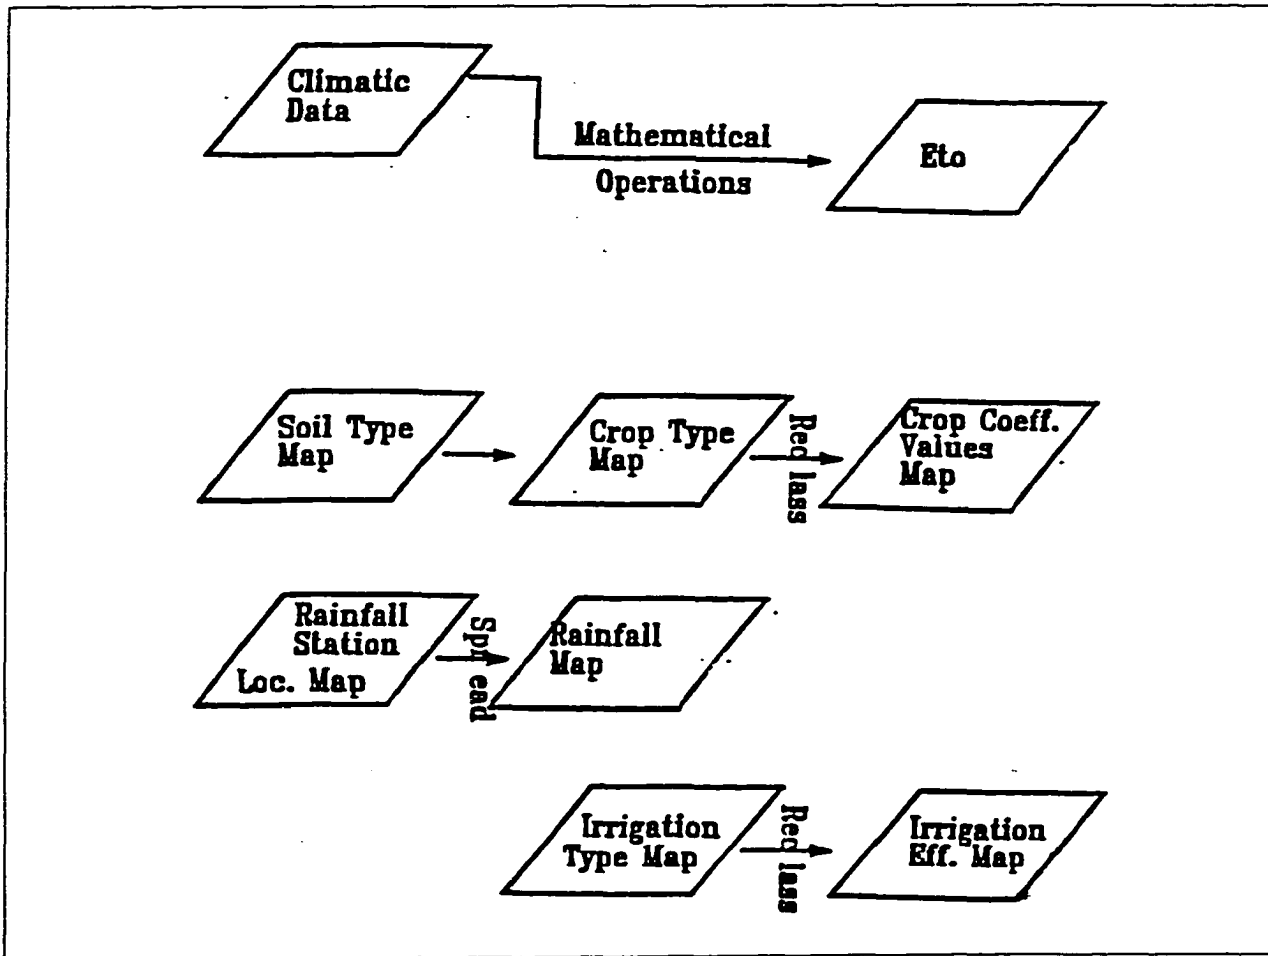 Climatic
Data
Mathematical
Operations
Eto
Soil Type
Map
Crop Type
Map
Reclass
Crop Coeff.
Values
Map
Rainfall
Station
Loc. Map
Spread
Rainfall
Map
Irrigation
Type Map
Reclass
Irrigation
Eff. Map